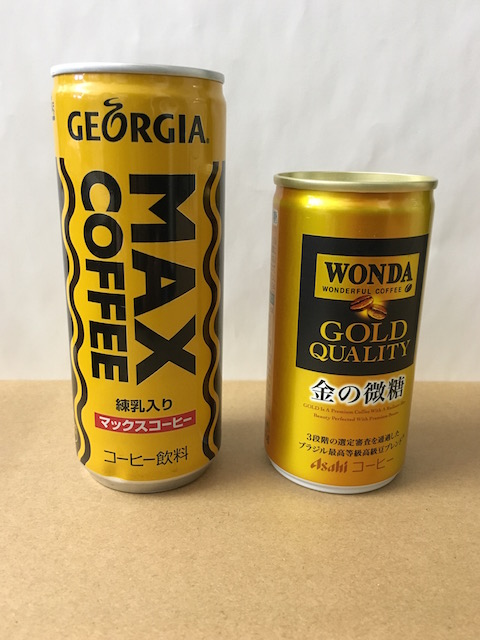 GEORGIA
MAX
COFFEE
練乳入り
マックスコーヒー
コーヒー飲料
WONDA
WONDERFUL COFFEE
GOLD
QUALITY
金の微糖
3段階の選定審査を通過した
ブラジル最高等級高級豆ブレンド
Asahi コーヒー